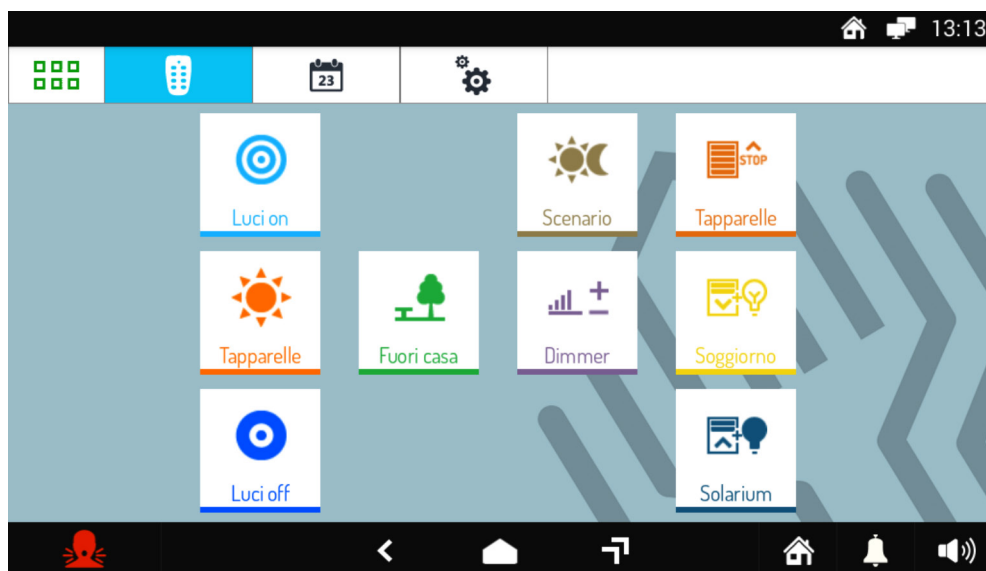 13:13
23
Luci on
Scenario
STOP
Tapparelle
Tapparelle
Fuori casa
Dimmer
Soggiorno
Luci off
Solarium